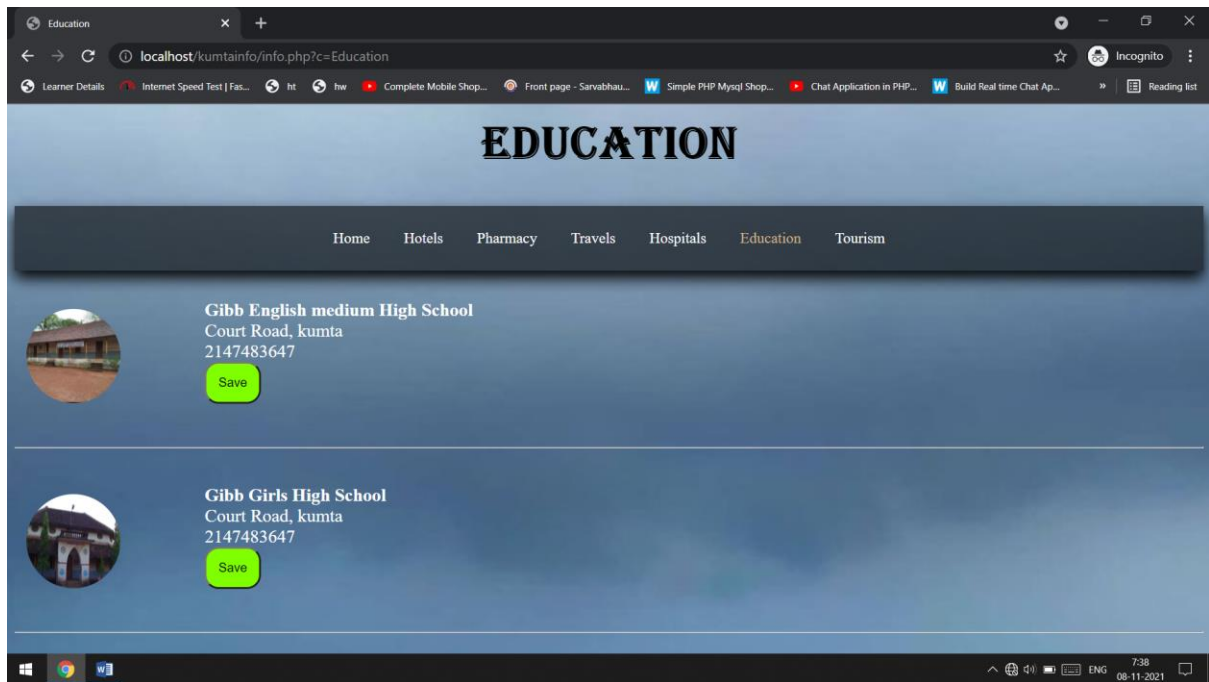 Education
localhost/kumtainfo/info.php?c=Education
Incognito
Learner Details Internet Speed Test | Fas... ht hw Complete Mobile Shop... Front page - Sarvabhau... Simple PHP Mysql Shop... Chat Application in PHP... Build Real time Chat Ap... » Reading list
EDUCATION
Home Hotels Pharmacy Travels Hospitals Education Tourism
Gibb English medium High School
Court Road, kumta
2147483647
Save
Gibb Girls High School
Court Road, kumta
2147483647
Save
ENG 7:38
08-11-2021